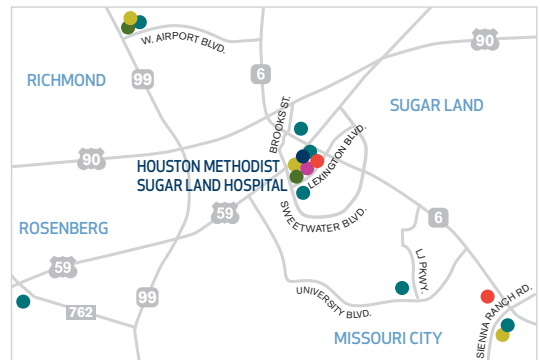 W. AIRPORT BLVD.
90
RICHMOND
99
6
SUGAR LAND
BROOKS ST.
90
HOUSTON METHODIST
SUGAR LAND HOSPITAL
LEXINGTON BLVD.
59
SWEETWATER BLVD.
6
ROSENBERG
59
LJ PKWY.
99
762
UNIVERSITY BLVD.
SIENNA RANCH RD.
MISSOURI CITY